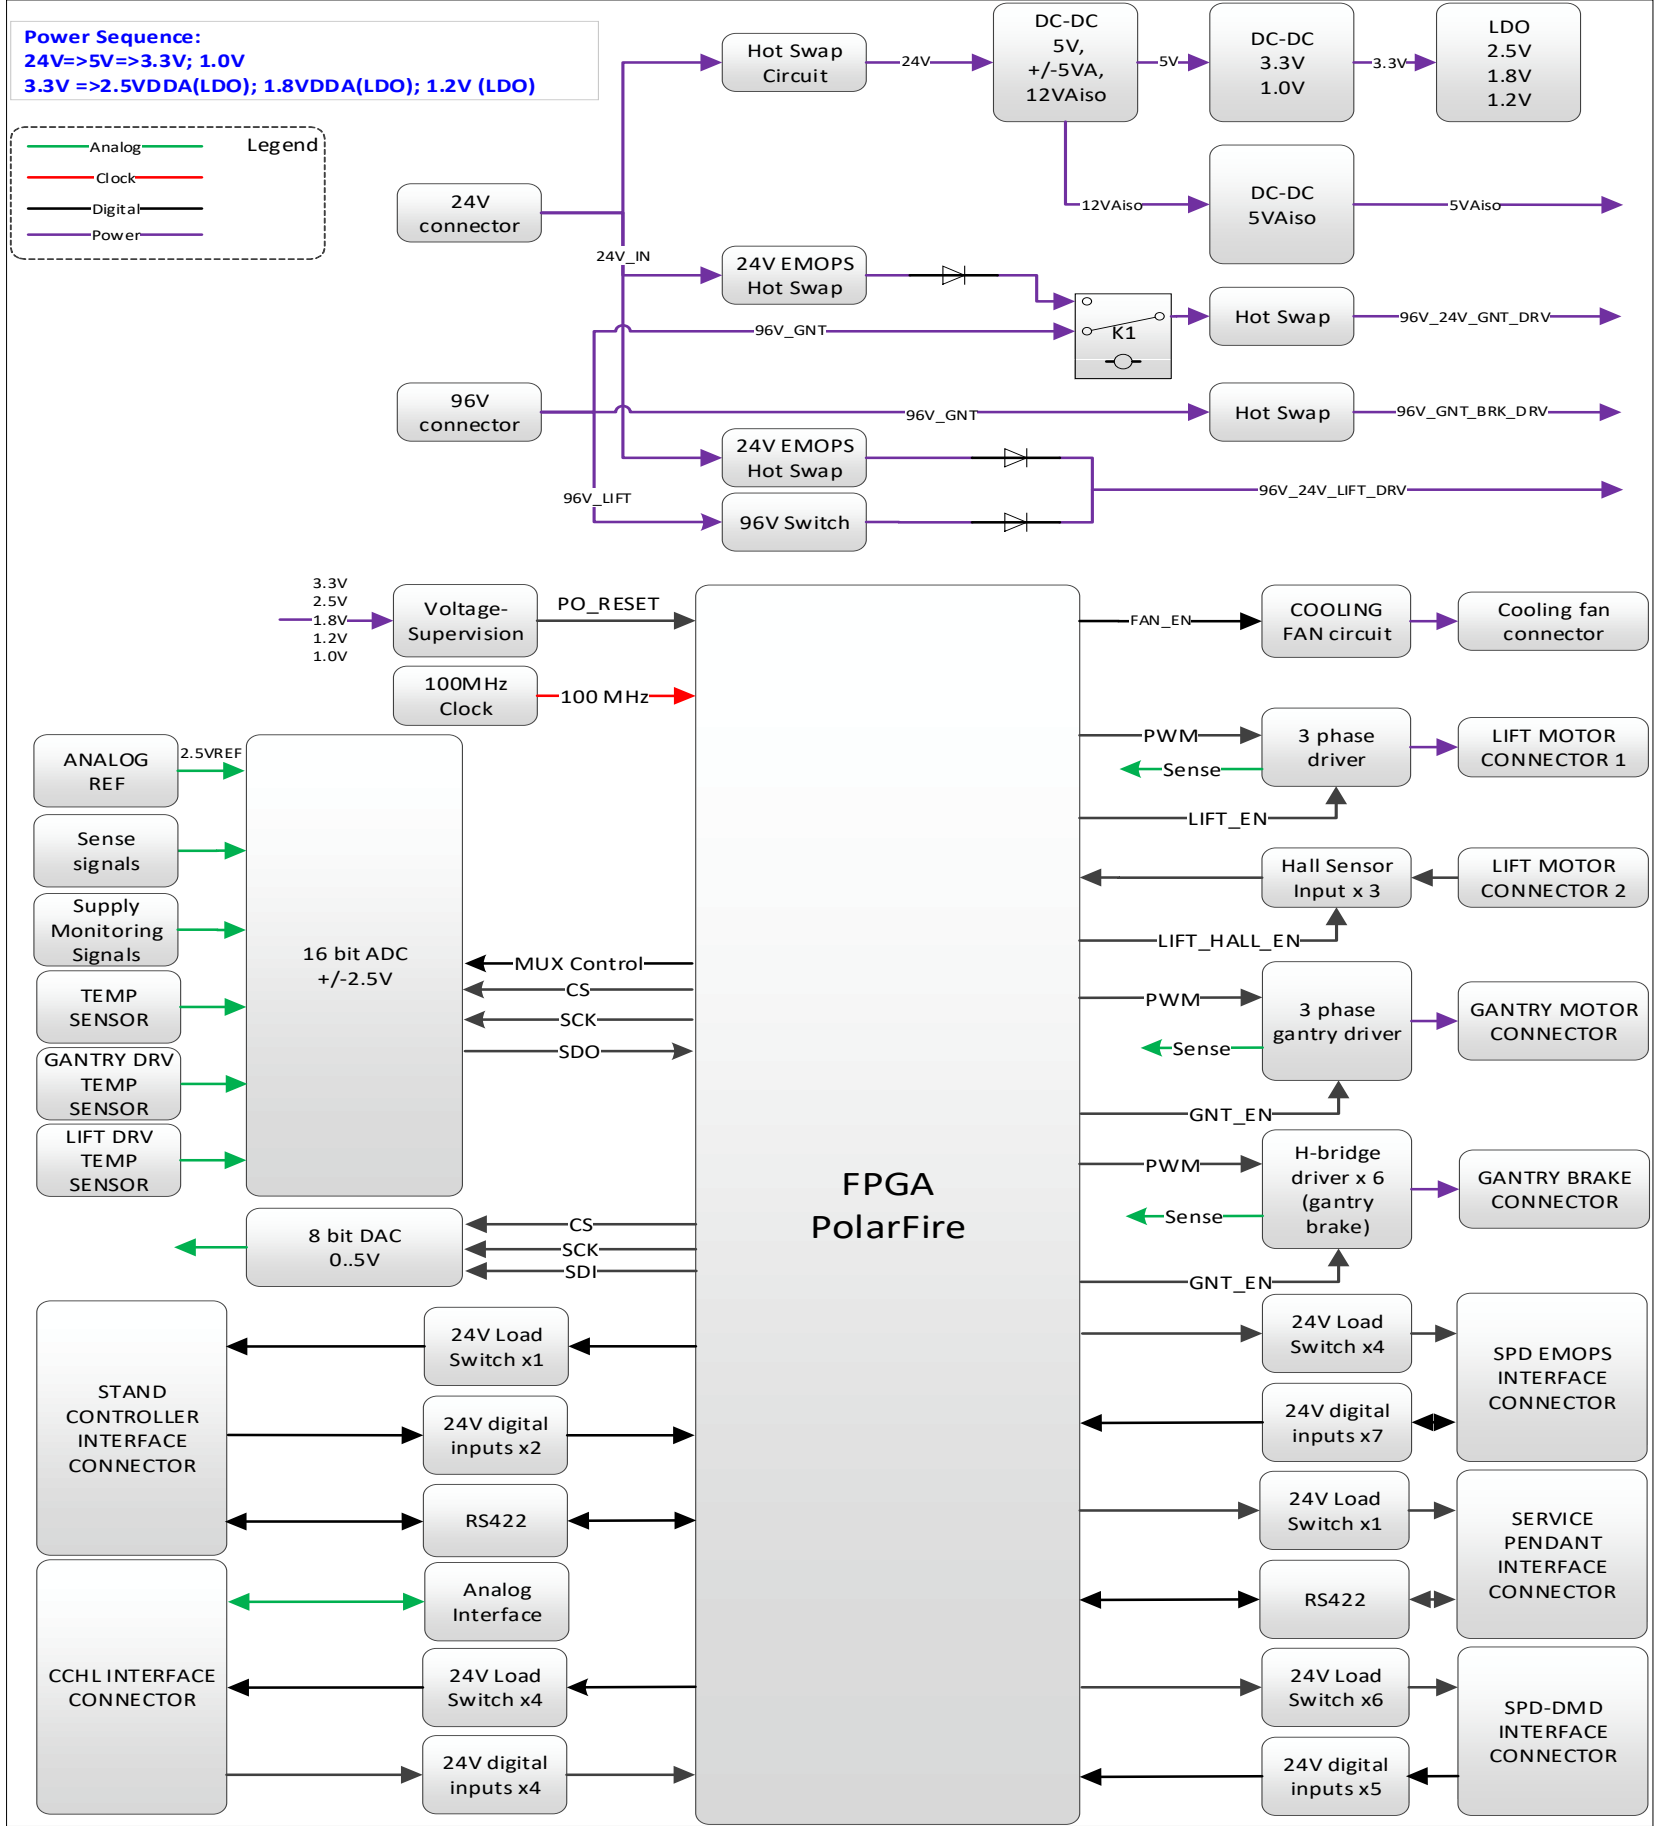 Power Sequence:
24V=>5V=>3.3V; 1.0V
3.3V =>2.5VDDA(LDO); 1.8VDDA(LDO); 1.2V (LDO)
Legend
Analog
Clock
Digital
Power
24V
connector
24V_IN
Hot Swap
Circuit
24V
DC-DC
5V,
+/-5VA,
12VAiso
5V
DC-DC
3.3V
1.0V
3.3V
LDO
2.5V
1.8V
1.2V
12VAiso
DC-DC
5VAiso
5VAiso
24V EMOPS
Hot Swap
96V_GNT
K1
Hot Swap
96V_24V_GNT_DRV
96V
connector
96V_GNT
Hot Swap
96V_GNT_BRK_DRV
24V EMOPS
Hot Swap
96V_LIFT
96V Switch
96V_24V_LIFT_DRV
3.3V
2.5V
1.8V
1.2V
1.0V
Voltage-
Supervision
PO_RESET
100MHz
Clock
100 MHz
ANALOG
REF
2.5VREF
Sense
signals
Supply
Monitoring
Signals
TEMP
SENSOR
GANTRY DRV
TEMP
SENSOR
LIFT DRV
TEMP
SENSOR
16 bit ADC
+/-2.5V
MUX Control
CS
SCK
SDO
8 bit DAC
0..5V
CS
SCK
SDI
STAND
CONTROLLER
INTERFACE
CONNECTOR
24V Load
Switch x1
24V digital
inputs x2
RS422
CCHL INTERFACE
CONNECTOR
Analog
Interface
24V Load
Switch x4
24V digital
inputs x4
FPGA
PolarFire
FAN_EN
COOLING
FAN circuit
Cooling fan
connector
PWM
Sense
LIFT_EN
3 phase
driver
LIFT MOTOR
CONNECTOR 1
Hall Sensor
Input x 3
LIFT MOTOR
CONNECTOR 2
LIFT_HALL_EN
PWM
Sense
GNT_EN
3 phase
gantry driver
GANTRY MOTOR
CONNECTOR
PWM
Sense
GNT_EN
H-bridge
driver x 6
(gantry
brake)
GANTRY BRAKE
CONNECTOR
24V Load
Switch x4
24V digital
inputs x7
SPD EMOPS
INTERFACE
CONNECTOR
24V Load
Switch x1
RS422
SERVICE
PENDANT
INTERFACE
CONNECTOR
24V Load
Switch x6
24V digital
inputs x5
SPD-DMD
INTERFACE
CONNECTOR